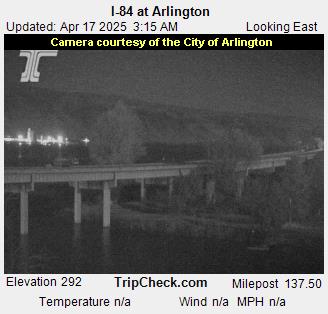 I-84 at Arlington
Updated: Apr 17 2025 3:15 AM Looking East
Camera courtesy of the City of Arlington
Elevation 292 TripCheck.com Milepost 137.50
Temperature n/a Wind n/a MPH n/a